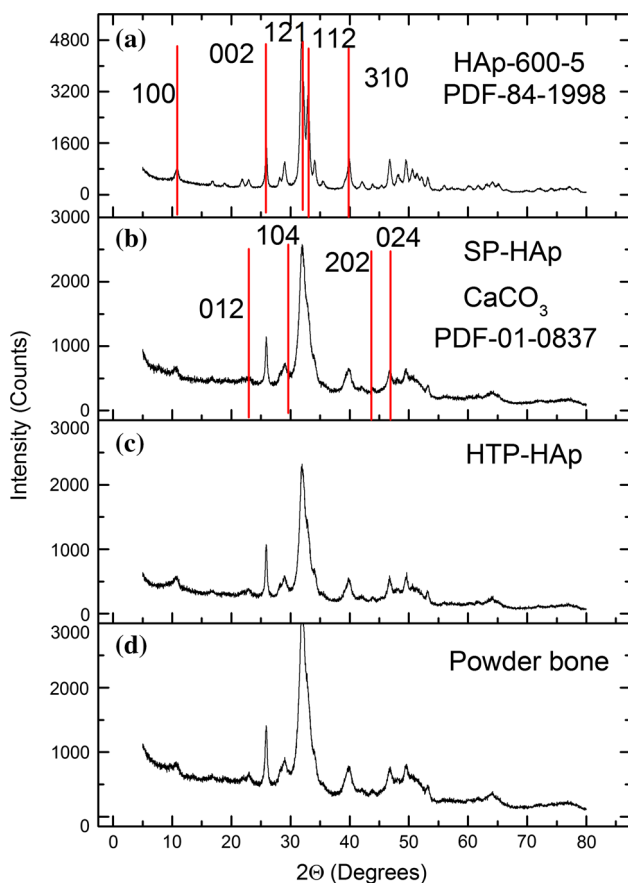 (a)
121
112
002
100
310
HAp-600-5
PDF-84-1998
4800
3200
1600
0
3000
(b)
104
024
202
012
SP-HAp
CaCO₃
PDF-01-0837
2000
1000
0
3000
(c)
HTP-HAp
2000
1000
0
3000
(d)
Powder bone
2000
1000
0
Intensity (Counts)
0 10 20 30 40 50 60 70 80
2Θ (Degrees)